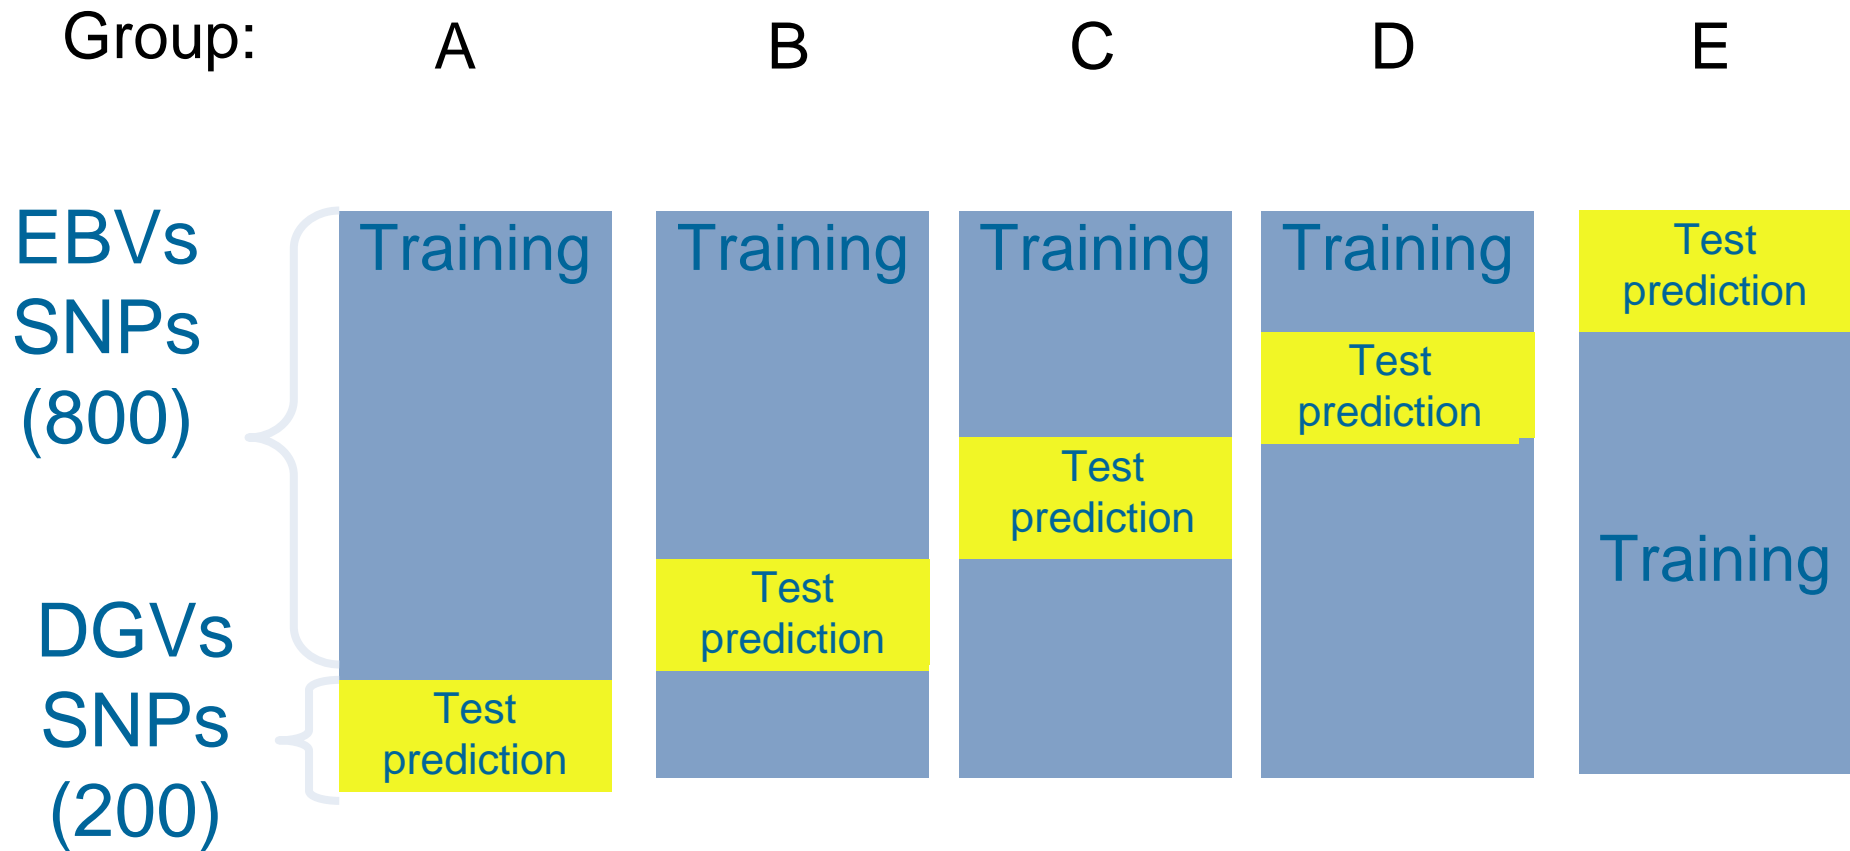 Group: A B C D E
EBVs
SNPs
(800)
DGVs
SNPs
(200)
Training
Test
prediction
Training
Test
prediction
Training
Test
prediction
Training
Test
prediction
Test
prediction
Training